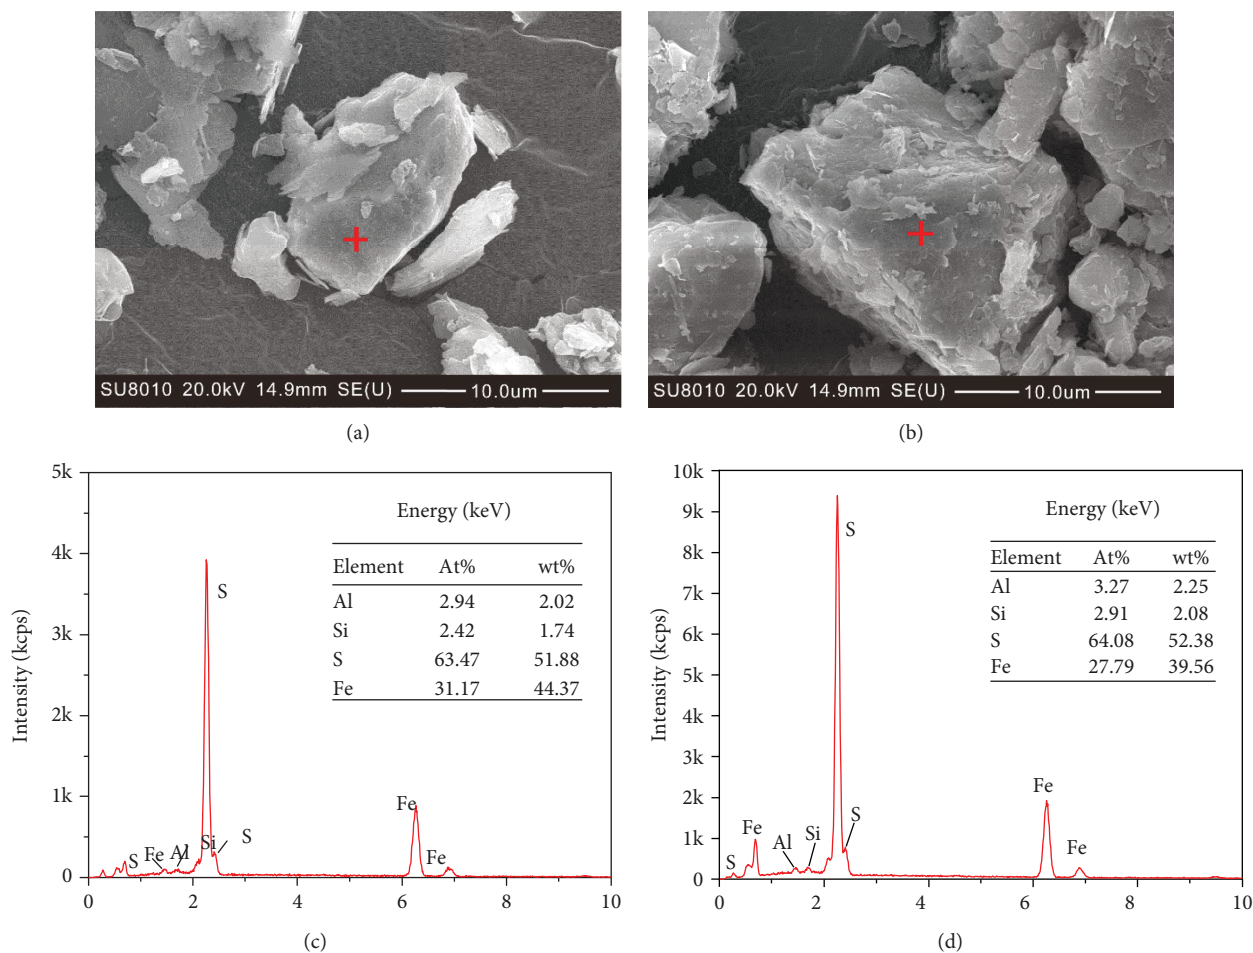 SU8010 20.0kV 14.9mm SE(U) 10.0um
SU8010 20.0kV 14.9mm SE(U) 10.0um
(a)
(b)
5k
4k
3k
2k
1k
0
Intensity (kcps)
Energy (keV)
Element At% wt%
Al 2.94 2.02
Si 2.42 1.74
S 63.47 51.88
Fe 31.17 44.37
S
S Fe Al Si S
Fe
Fe
0 2 4 6 8 10
(c)
10k
9k
8k
7k
6k
5k
4k
3k
2k
1k
0
Intensity (kcps)
Energy (keV)
Element At% wt%
Al 3.27 2.25
Si 2.91 2.08
S 64.08 52.38
Fe 27.79 39.56
S
S Fe Al Si S
Fe
Fe
0 2 4 6 8 10
(d)